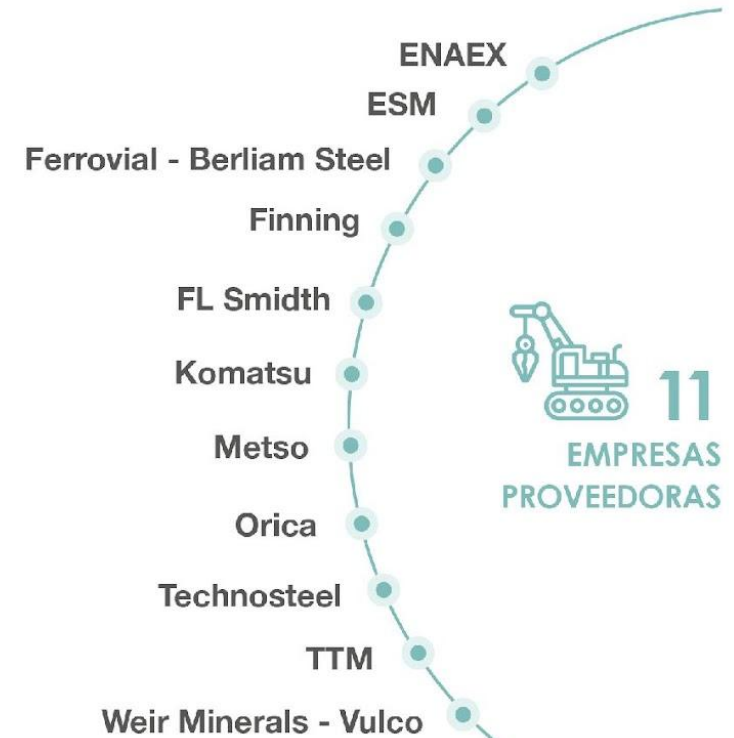 ENAEX
ESM
Ferrovial - Berliam Steel
Finning
FL Smidth
Komatsu
Metso
Orica
Technosteel
TTM
Weir Minerals - Vulco
11
EMPRESAS
PROVEEDORAS